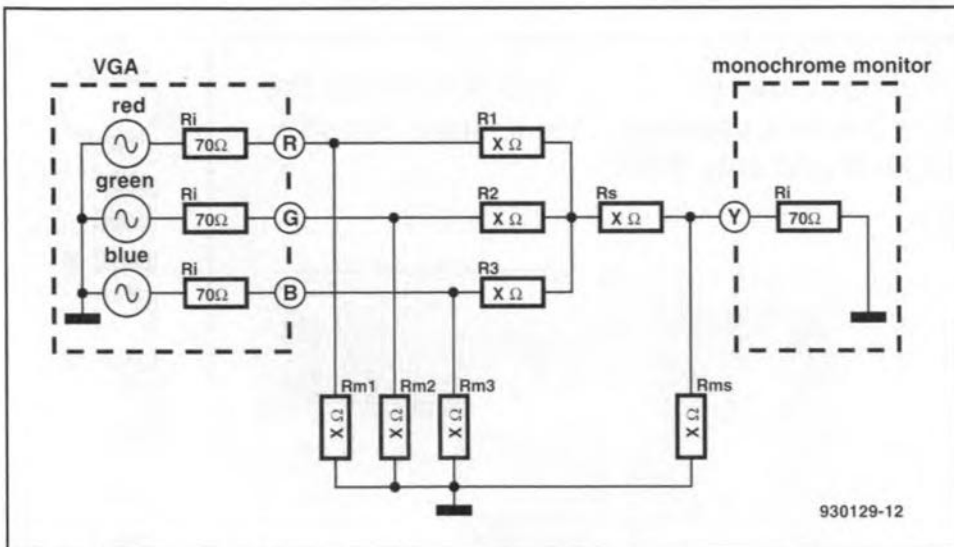 VGA
monochrome monitor
red
Ri
70Ω
R
R1
X Ω
green
Ri
70Ω
G
R2
X Ω
Rs
X Ω
Y
Ri
70Ω
blue
Ri
70Ω
B
R3
X Ω
Rm1
X Ω
Rm2
X Ω
Rm3
X Ω
Rms
X Ω
930129-12